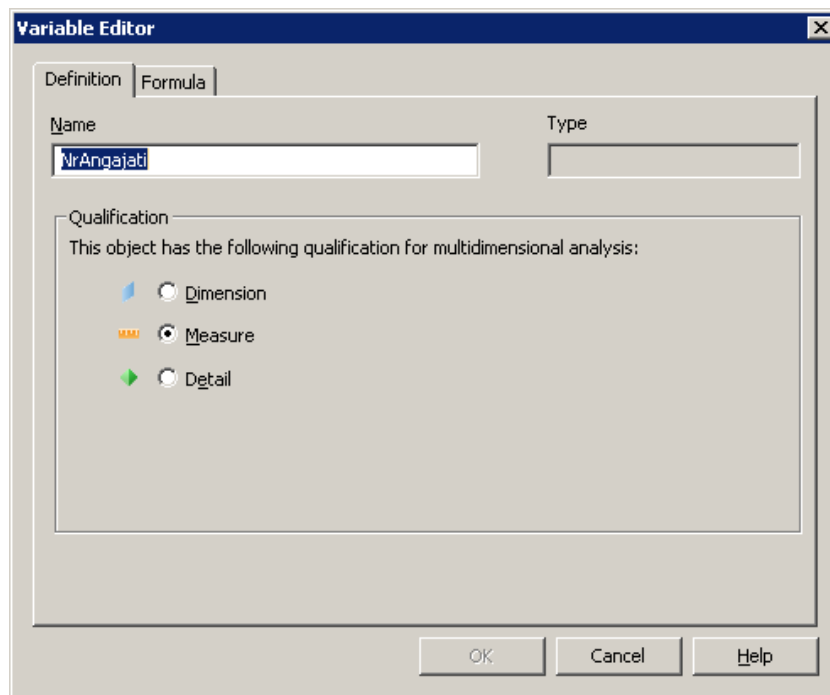 Variable Editor
Definition Formula
Name Type
NrAngajati
Qualification
This object has the following qualification for multidimensional analysis:
Dimension
Measure
Detail
OK Cancel Help